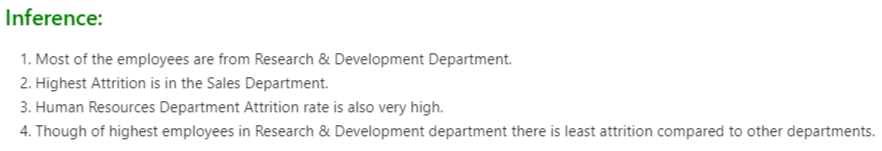 Inference:
1. Most of the employees are from Research & Development Department.
2. Highest Attrition is in the Sales Department.
3. Human Resources Department Attrition rate is also very high.
4. Though of highest employees in Research & Development department there is least attrition compared to other departments.